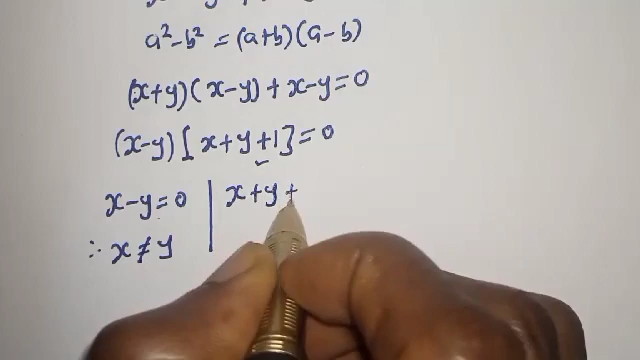 a² - b² = (a+b)(a-b)
(x+y)(x-y) + x-y = 0
(x-y)[x+y+1] = 0
x-y = 0 | x+y+
∴ x ≠ y